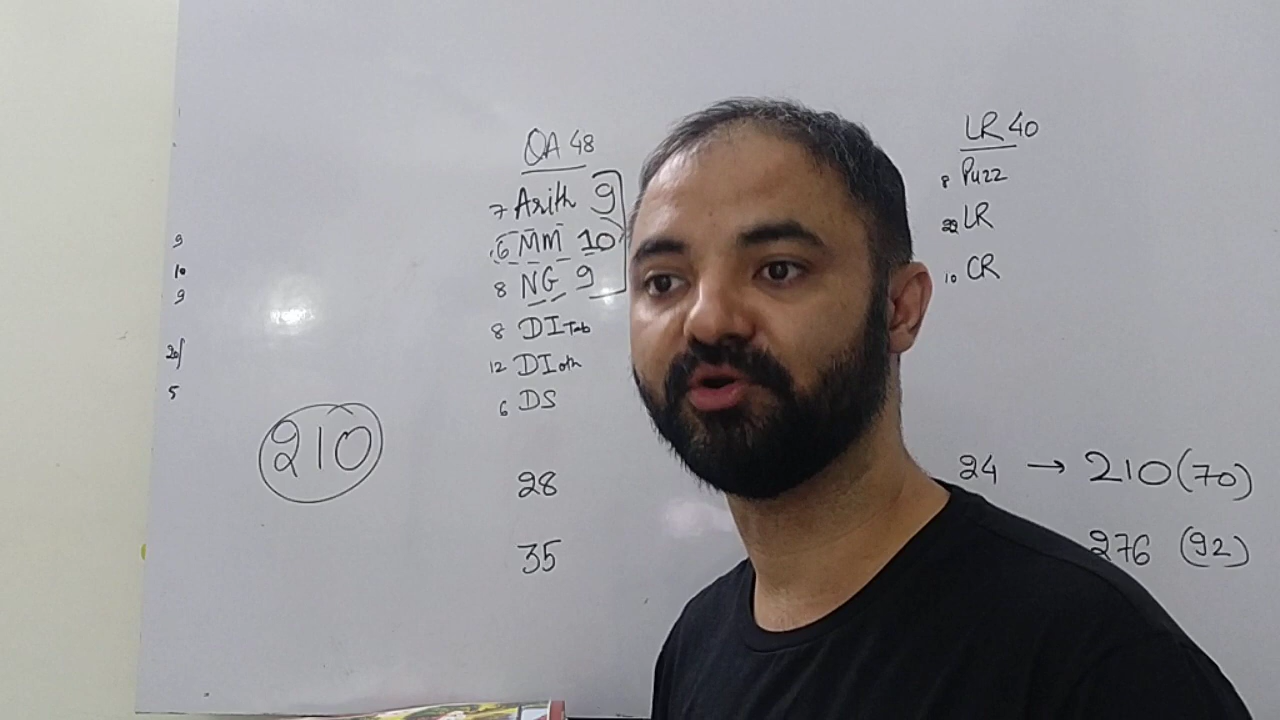 9
10
9
20/
5
210
QA 48
7 Arith 9
6 MM 10
8 NG 9
8 DI Tab
12 DI oth
6 DS
28
35
LR 40
8 Puzz
22 LR
10 CR
24 → 210 (70)
276 (92)